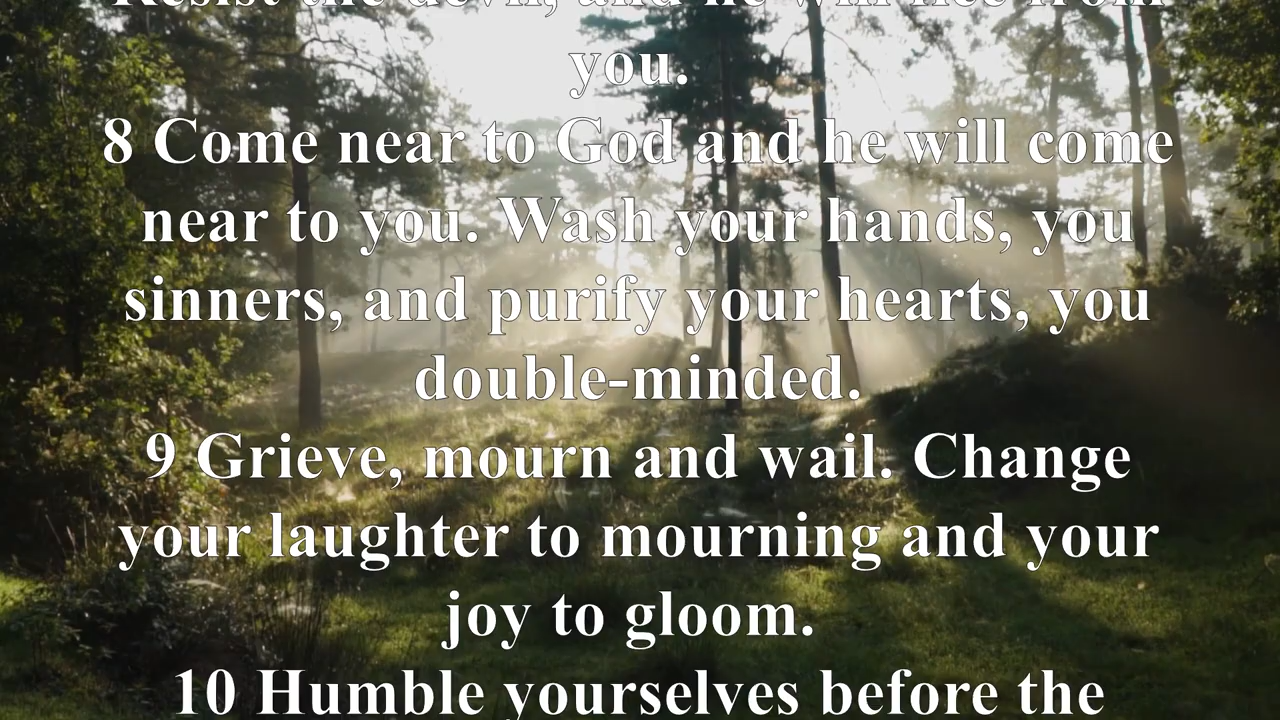 Resist the devil, and he will flee from
you.
8 Come near to God and he will come
near to you. Wash your hands, you
sinners, and purify your hearts, you
double-minded.
9 Grieve, mourn and wail. Change
your laughter to mourning and your
joy to gloom.
10 Humble yourselves before the